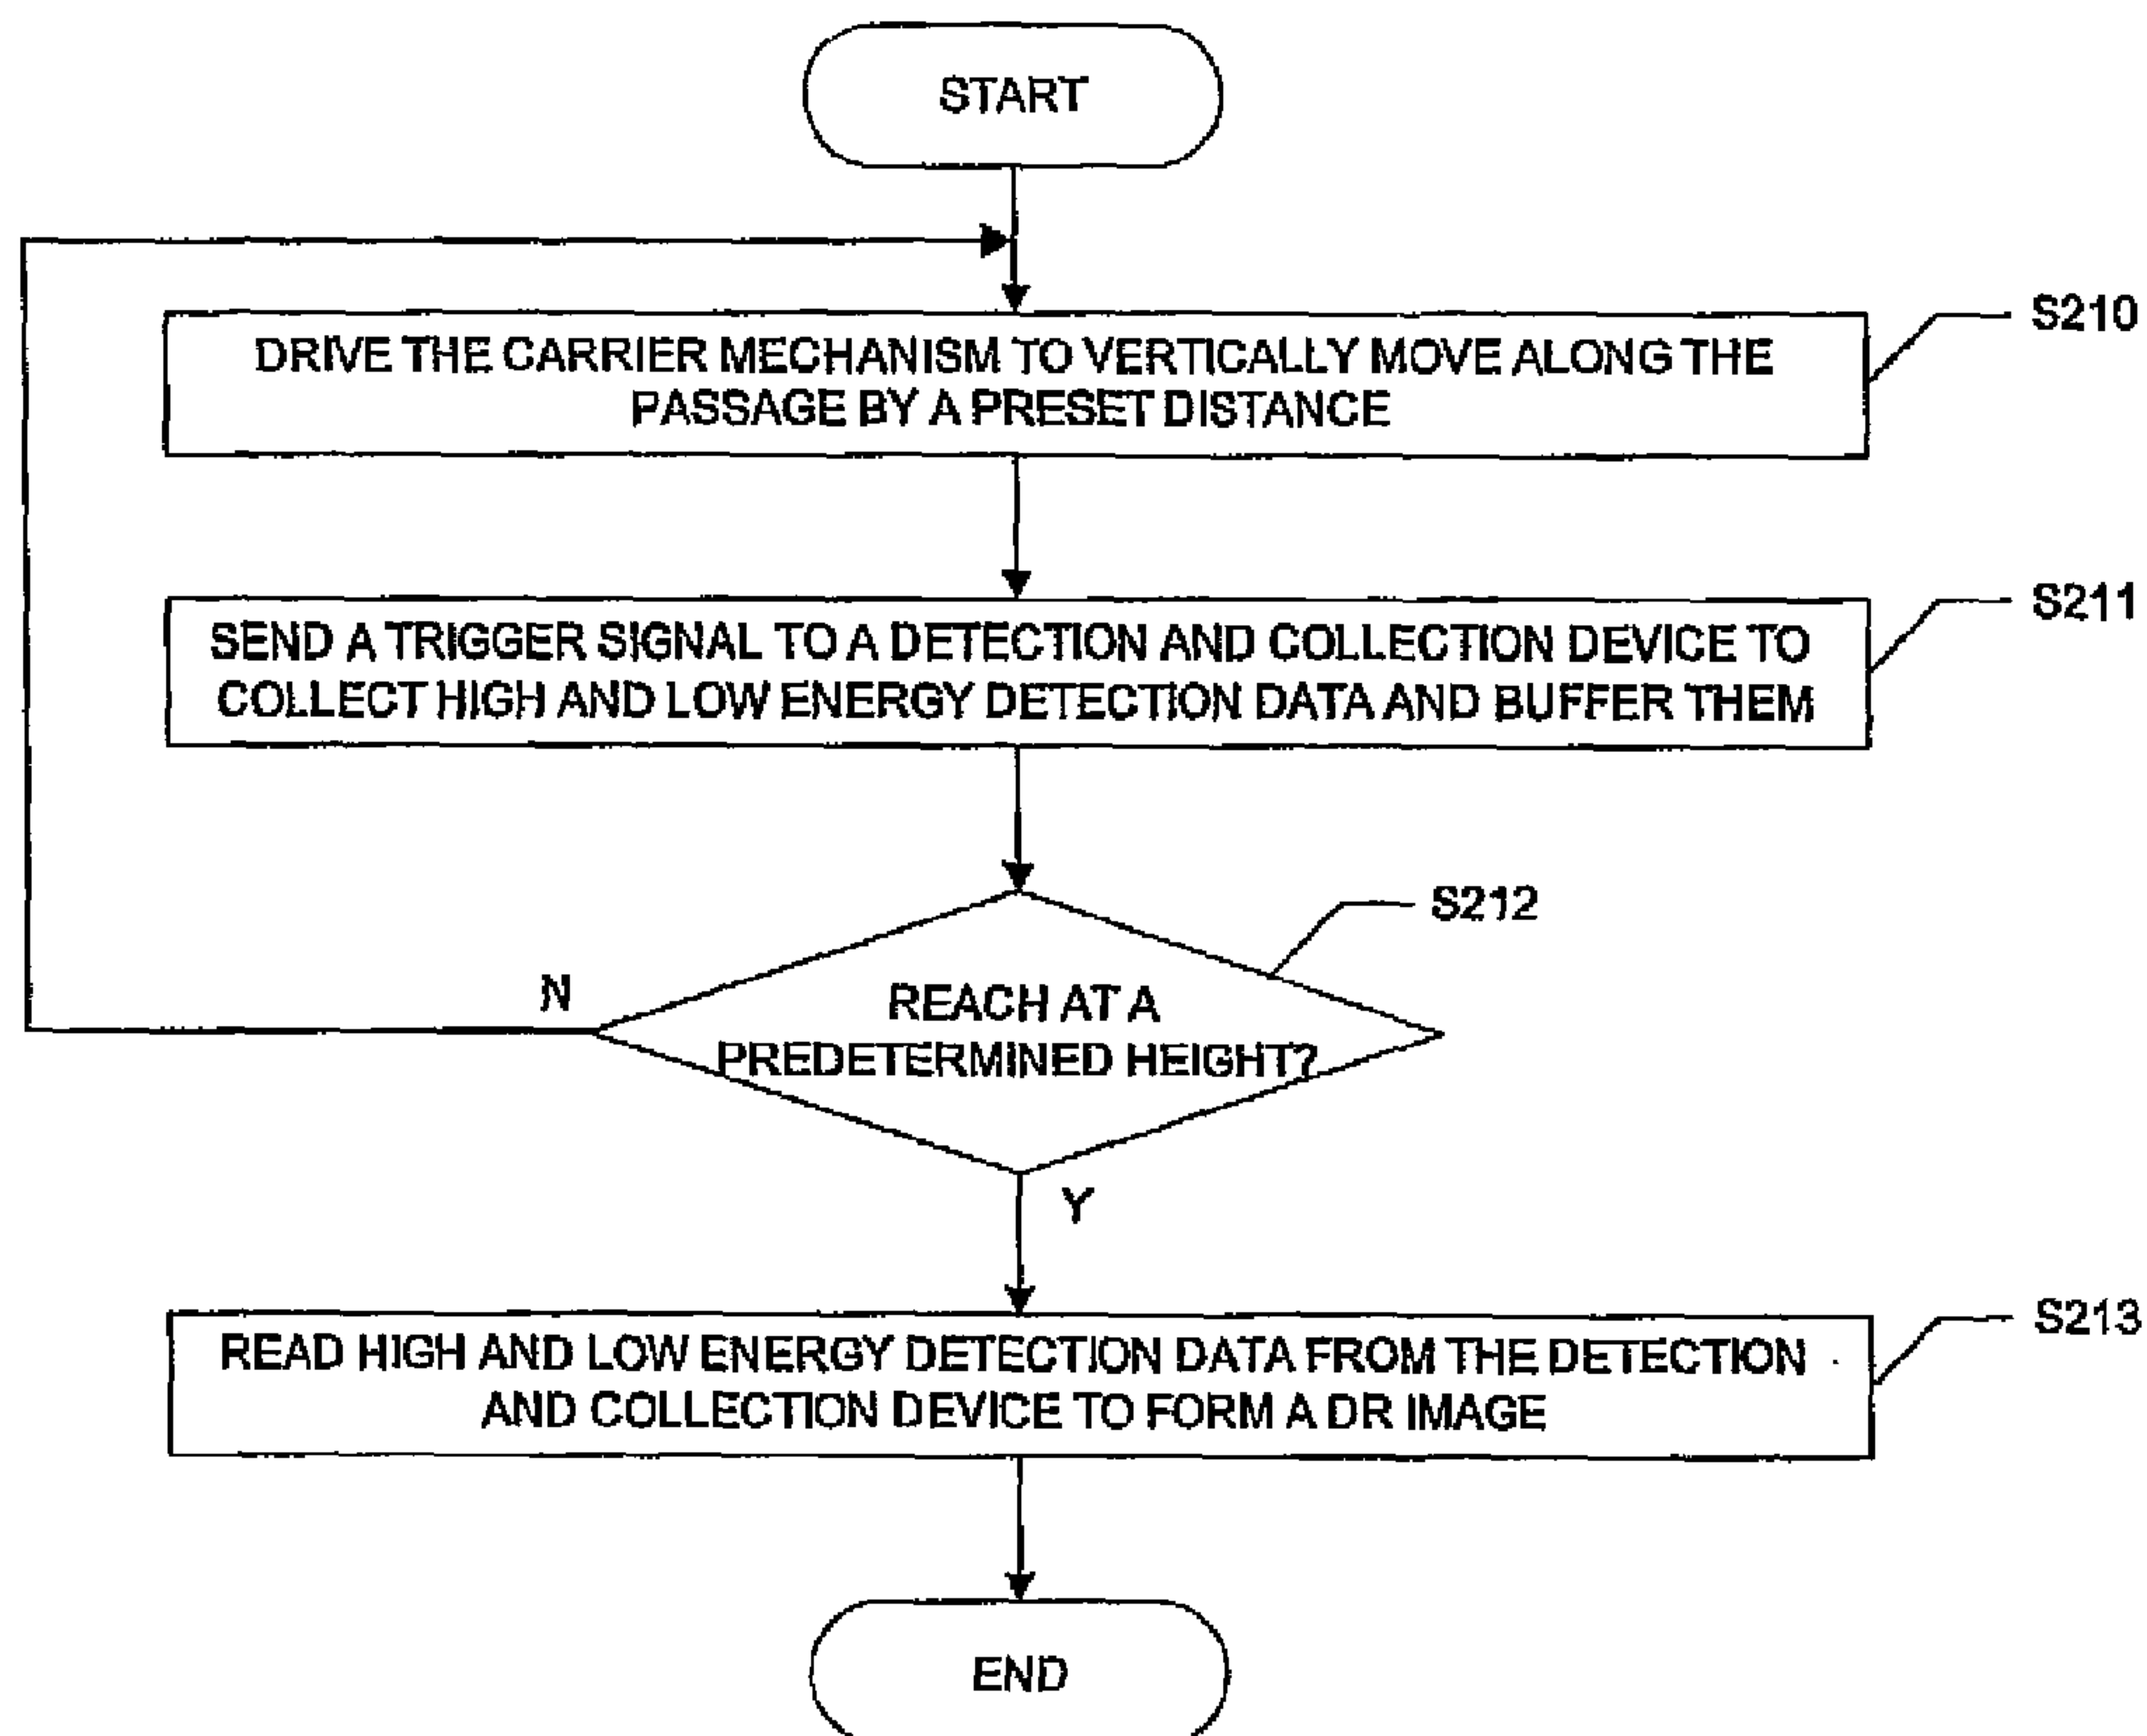 START
DRIVE THE CARRIER MECHANISM TO VERTICALLY MOVE ALONG THE
PASSAGE BY A PRESET DISTANCE
S210
SEND A TRIGGER SIGNAL TO A DETECTION AND COLLECTION DEVICE TO
COLLECT HIGH AND LOW ENERGY DETECTION DATA AND BUFFER THEM
S211
S212
N
REACH AT A
PREDETERMINED HEIGHT?
Y
READ HIGH AND LOW ENERGY DETECTION DATA FROM THE DETECTION
AND COLLECTION DEVICE TO FORM A DR IMAGE
S213
END